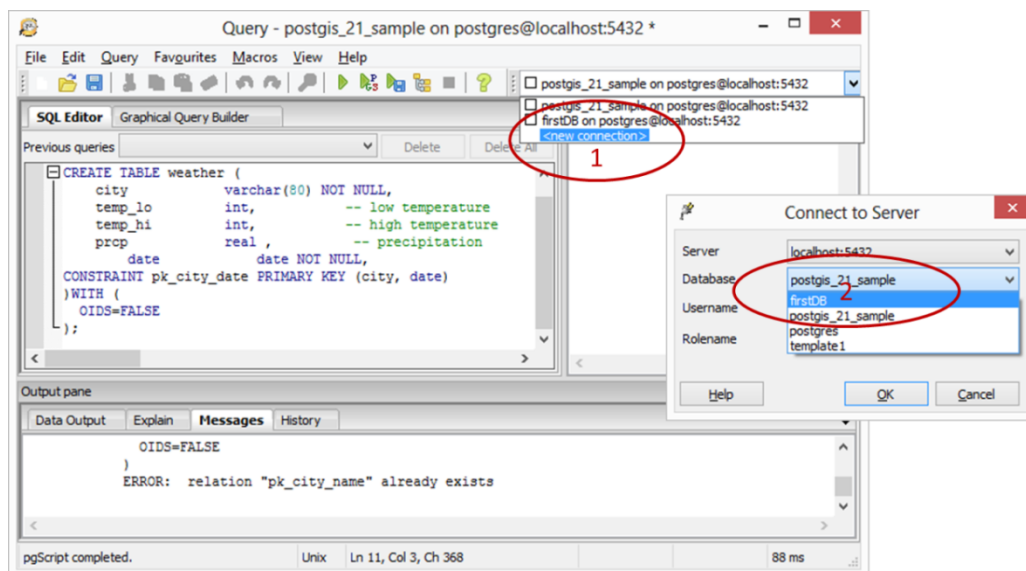 Query - postgis_21_sample on postgres@localhost:5432 *
File Edit Query Favourites Macros View Help
postgis_21_sample on postgres@localhost:5432
postgis_21_sample on postgres@localhost:5432
firstDB on postgres@localhost:5432
<new connection>
1
SQL Editor Graphical Query Builder
Previous queries Delete Delete All
CREATE TABLE weather (
city varchar(80) NOT NULL,
temp_lo int, -- low temperature
temp_hi int, -- high temperature
prcp real , -- precipitation
date date NOT NULL,
CONSTRAINT pk_city_date PRIMARY KEY (city, date)
)WITH (
OIDS=FALSE
);
Connect to Server
Server localhost:5432
Database postgis_21_sample
2
Username firstDB
postgis_21_sample
Rolename postgres
template1
Help OK Cancel
Output pane
Data Output Explain Messages History
OIDS=FALSE
)
ERROR: relation "pk_city_name" already exists
pgScript completed. Unix Ln 11, Col 3, Ch 368 88 ms